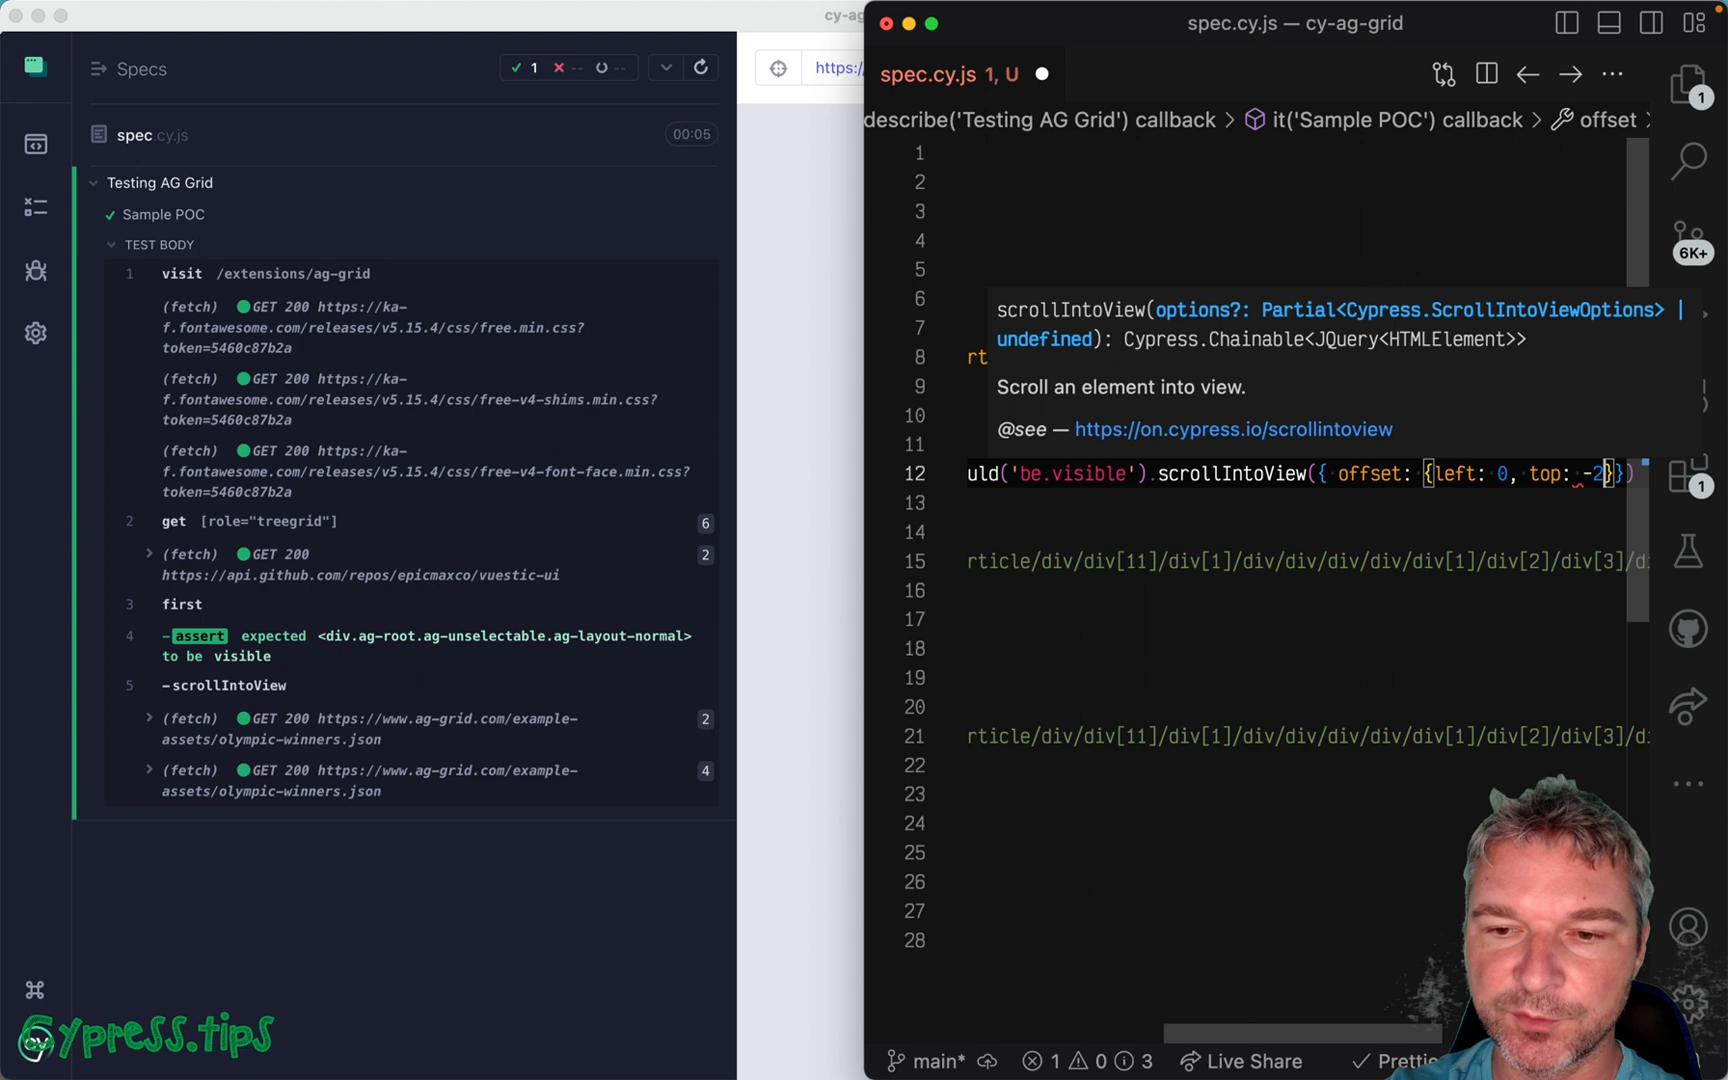 cy-ag
Specs
1 -- --
spec.cy.js
00:05
Testing AG Grid
Sample POC
TEST BODY
1 visit /extensions/ag-grid
(fetch) GET 200 https://ka-
f.fontawesome.com/releases/v5.15.4/css/free.min.css?
token=5460c87b2a
(fetch) GET 200 https://ka-
f.fontawesome.com/releases/v5.15.4/css/free-v4-shims.min.css?
token=5460c87b2a
(fetch) GET 200 https://ka-
f.fontawesome.com/releases/v5.15.4/css/free-v4-font-face.min.css?
token=5460c87b2a
2 get [role="treegrid"] 6
(fetch) GET 200 2
https://api.github.com/repos/epicmaxco/vuestic-ui
3 first
4 -assert expected <div.ag-root.ag-unselectable.ag-layout-normal>
to be visible
5 -scrollIntoView
(fetch) GET 200 https://www.ag-grid.com/example- 2
assets/olympic-winners.json
(fetch) GET 200 https://www.ag-grid.com/example- 4
assets/olympic-winners.json
cy
Cypress.tips
https:/
spec.cy.js — cy-ag-grid
spec.cy.js 1, U
describe('Testing AG Grid') callback > it('Sample POC') callback > offset >
1
2
3
4
5
6
7
8 rt
9
10
11
scrollIntoView(options?: Partial<Cypress.ScrollIntoViewOptions> |
undefined): Cypress.Chainable<JQuery<HTMLElement>>
Scroll an element into view.
@see — https://on.cypress.io/scrollintoview
12 uld('be.visible').scrollIntoView({ offset: {left: 0, top: -2}})
13
14
15 rticle/div/div[11]/div[1]/div/div/div/div/div[1]/div[2]/div[3]/di
16
17
18
19
20
21 rticle/div/div[11]/div[1]/div/div/div/div/div[1]/div[2]/div[3]/di
22
23
24
25
26
27
28
1
6K+
1
main* 1 0 3 Live Share Prettie